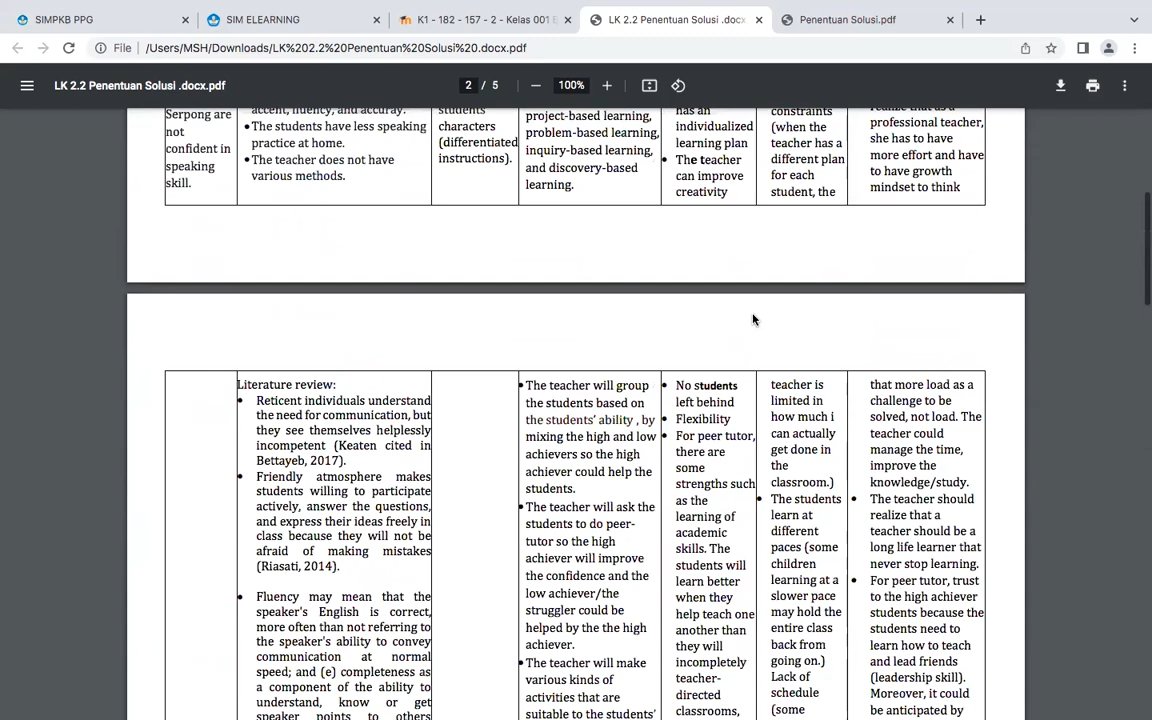 SIMPKB PPG
SIM ELEARNING
K1 - 182 - 157 - 2 - Kelas 001 E
LK 2.2 Penentuan Solusi .docx.
Penentuan Solusi.pdf
File
/Users/MSH/Downloads/LK%202.2%20Penentuan%20Solusi%20.docx.pdf
LK 2.2 Penentuan Solusi .docx.pdf
2 / 5
100%
Serpong are
not
confident in
speaking
skill.
accent, fluency, and accuray.
•The students have less speaking
practice at home.
•The teacher does not have
various methods.
students
characters
(differentiated
instructions).
project-based learning,
problem-based learning,
inquiry-based learning,
and discovery-based
learning.
has an
individualized
learning plan
• The teacher
can improve
creativity
constraints
(when the
teacher has a
different plan
for each
student, the
realize that as a
professional teacher,
she has to have
more effort and have
to have growth
mindset to think
Literature review:
• Reticent individuals understand
the need for communication, but
they see themselves helplessly
incompetent (Keaten cited in
Bettayeb, 2017).
• Friendly atmosphere makes
students willing to participate
actively, answer the questions,
and express their ideas freely in
class because they will not be
afraid of making mistakes
(Riasati, 2014).
• Fluency may mean that the
speaker's English is correct,
more often than not referring to
the speaker's ability to convey
communication at normal
speed; and (e) completeness as
a component of the ability to
understand, know or get
speaker points to others
•The teacher will group
the students based on
the students' ability , by
mixing the high and low
achievers so the high
achiever could help the
students.
•The teacher will ask the
students to do peer-
tutor so the high
achiever will improve
the confidence and the
low achiever/the
struggler could be
helped by the the high
achiever.
•The teacher will make
various kinds of
activities that are
suitable to the students'
• No students
left behind
• Flexibility
• For peer tutor,
there are
some
strengths such
as the
learning of
academic
skills. The
students will
learn better
when they
help teach one
another than
they will
incompletely
teacher-
directed
classrooms,
teacher is
limited in
how much i
can actually
get done in
the
classroom.)
• The students
learn at
different
paces (some
children
learning at a
slower pace
may hold the
entire class
back from
going on.)
Lack of
schedule
(some
that more load as a
challenge to be
solved, not load. The
teacher could
manage the time,
improve the
knowledge/study.
• The teacher should
realize that a
teacher should be a
long life learner that
never stop learning.
• For peer tutor, trust
to the high achiever
students because the
students need to
learn how to teach
and lead friends
(leadership skill).
Moreover, it could
be anticipated by